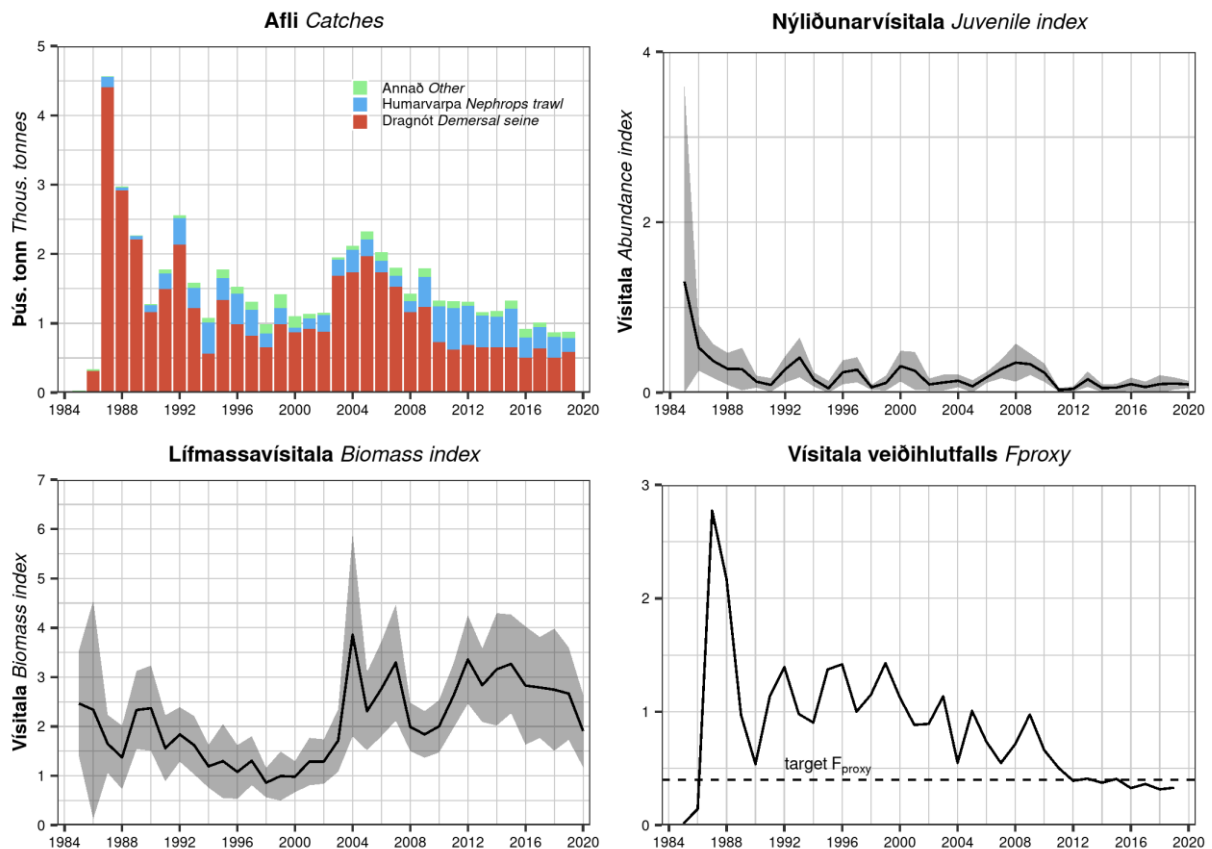 Afli Catches
Þús. tonn Thous. tonnes
5
4
3
2
1
0
Annað Other
Humarvarpa Nephrops trawl
Dragnót Demersal seine
1984 1988 1992 1996 2000 2004 2008 2012 2016 2020
Nýliðunarvísitala Juvenile index
Vísitala Abundance index
4
2
0
1984 1988 1992 1996 2000 2004 2008 2012 2016 2020
Lífmassavísitala Biomass index
Vísitala Biomass index
7
6
5
4
3
2
1
0
1984 1988 1992 1996 2000 2004 2008 2012 2016 2020
Vísitala veiðihlutfalls Fproxy
3
2
1
0
target Fproxy
1984 1988 1992 1996 2000 2004 2008 2012 2016 2020